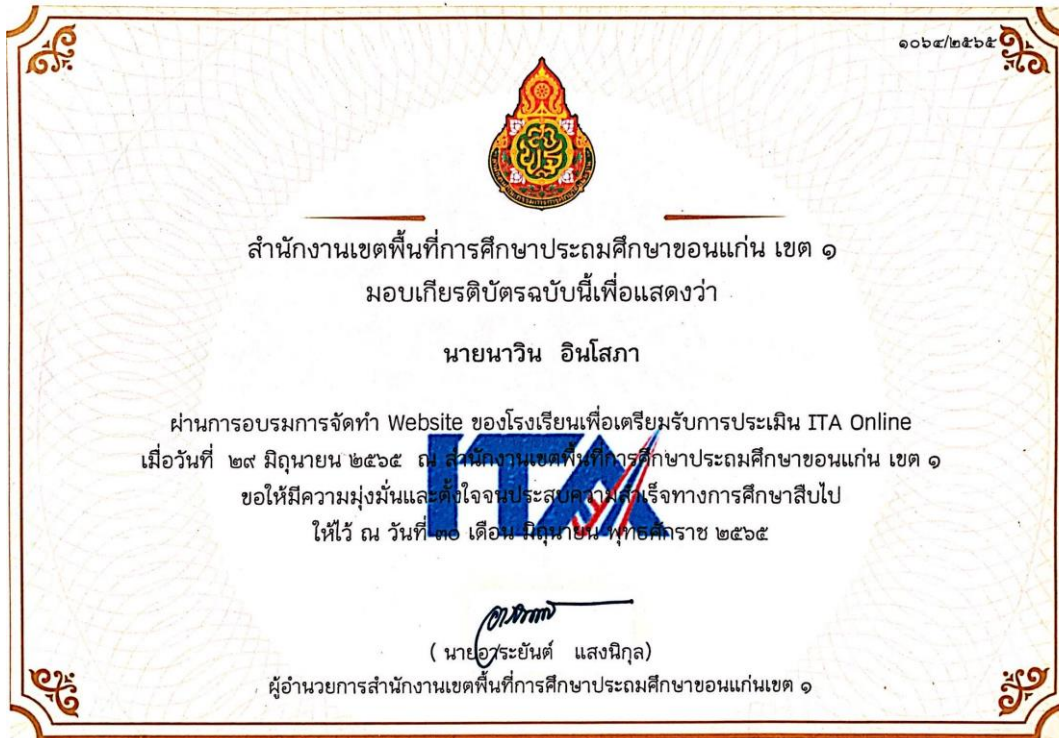 ๑๐๖๔/๒๕๖๕
สำนักงานเขตพื้นที่การศึกษาประถมศึกษาขอนแก่น เขต ๑
มอบเกียรติบัตรฉบับนี้เพื่อแสดงว่า
นายนาวิน อินโสภา
ผ่านการอบรมการจัดทำ Website ของโรงเรียนเพื่อเตรียมรับการประเมิน ITA Online
เมื่อวันที่ ๒๙ มิถุนายน ๒๕๖๕ ณ สำนักงานเขตพื้นที่การศึกษาประถมศึกษาขอนแก่น เขต ๑
ขอให้มีความมุ่งมั่นและตั้งใจจนประสบความสำเร็จทางการศึกษาสืบไป
ให้ไว้ ณ วันที่ ๓๐ เดือน มิถุนายน พุทธศักราช ๒๕๖๕
ITA
( นายอาระยันต์ แสงนิกุล)
ผู้อำนวยการสำนักงานเขตพื้นที่การศึกษาประถมศึกษาขอนแก่นเขต ๑